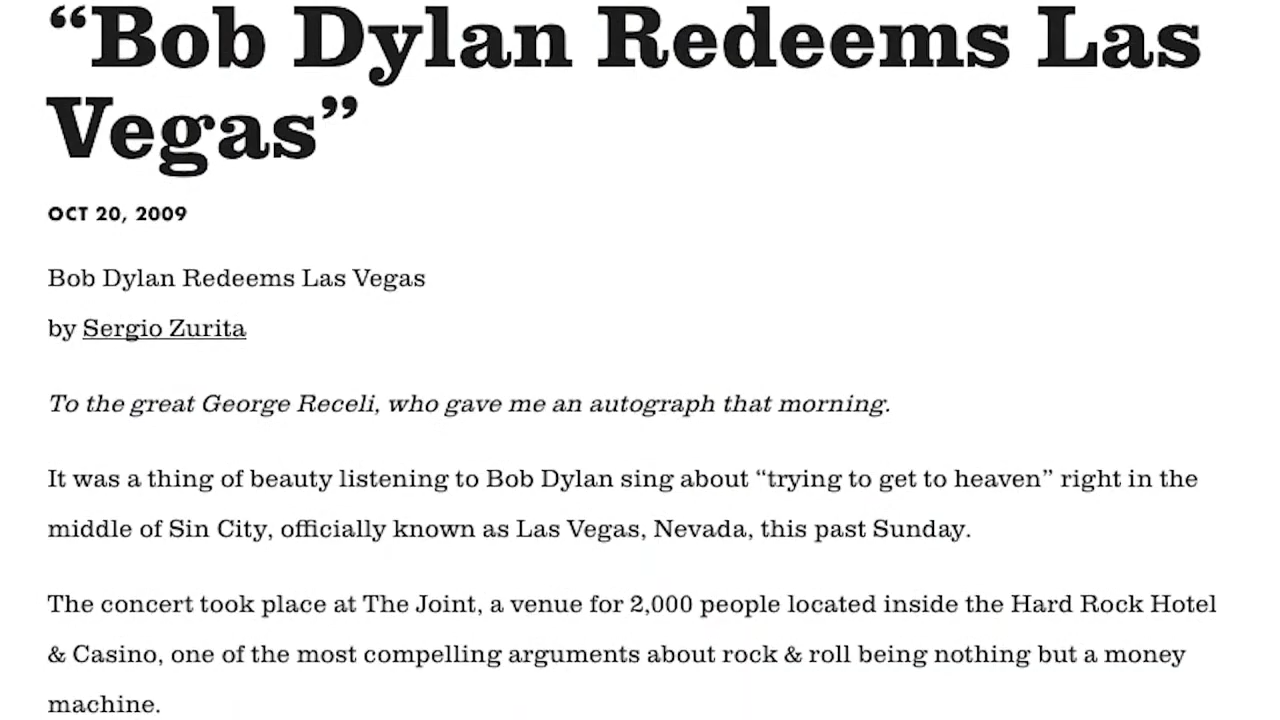 “Bob Dylan Redeems Las
Vegas”
OCT 20, 2009
Bob Dylan Redeems Las Vegas
by Sergio Zurita
To the great George Receli, who gave me an autograph that morning.
It was a thing of beauty listening to Bob Dylan sing about “trying to get to heaven” right in the
middle of Sin City, officially known as Las Vegas, Nevada, this past Sunday.
The concert took place at The Joint, a venue for 2,000 people located inside the Hard Rock Hotel
& Casino, one of the most compelling arguments about rock & roll being nothing but a money
machine.